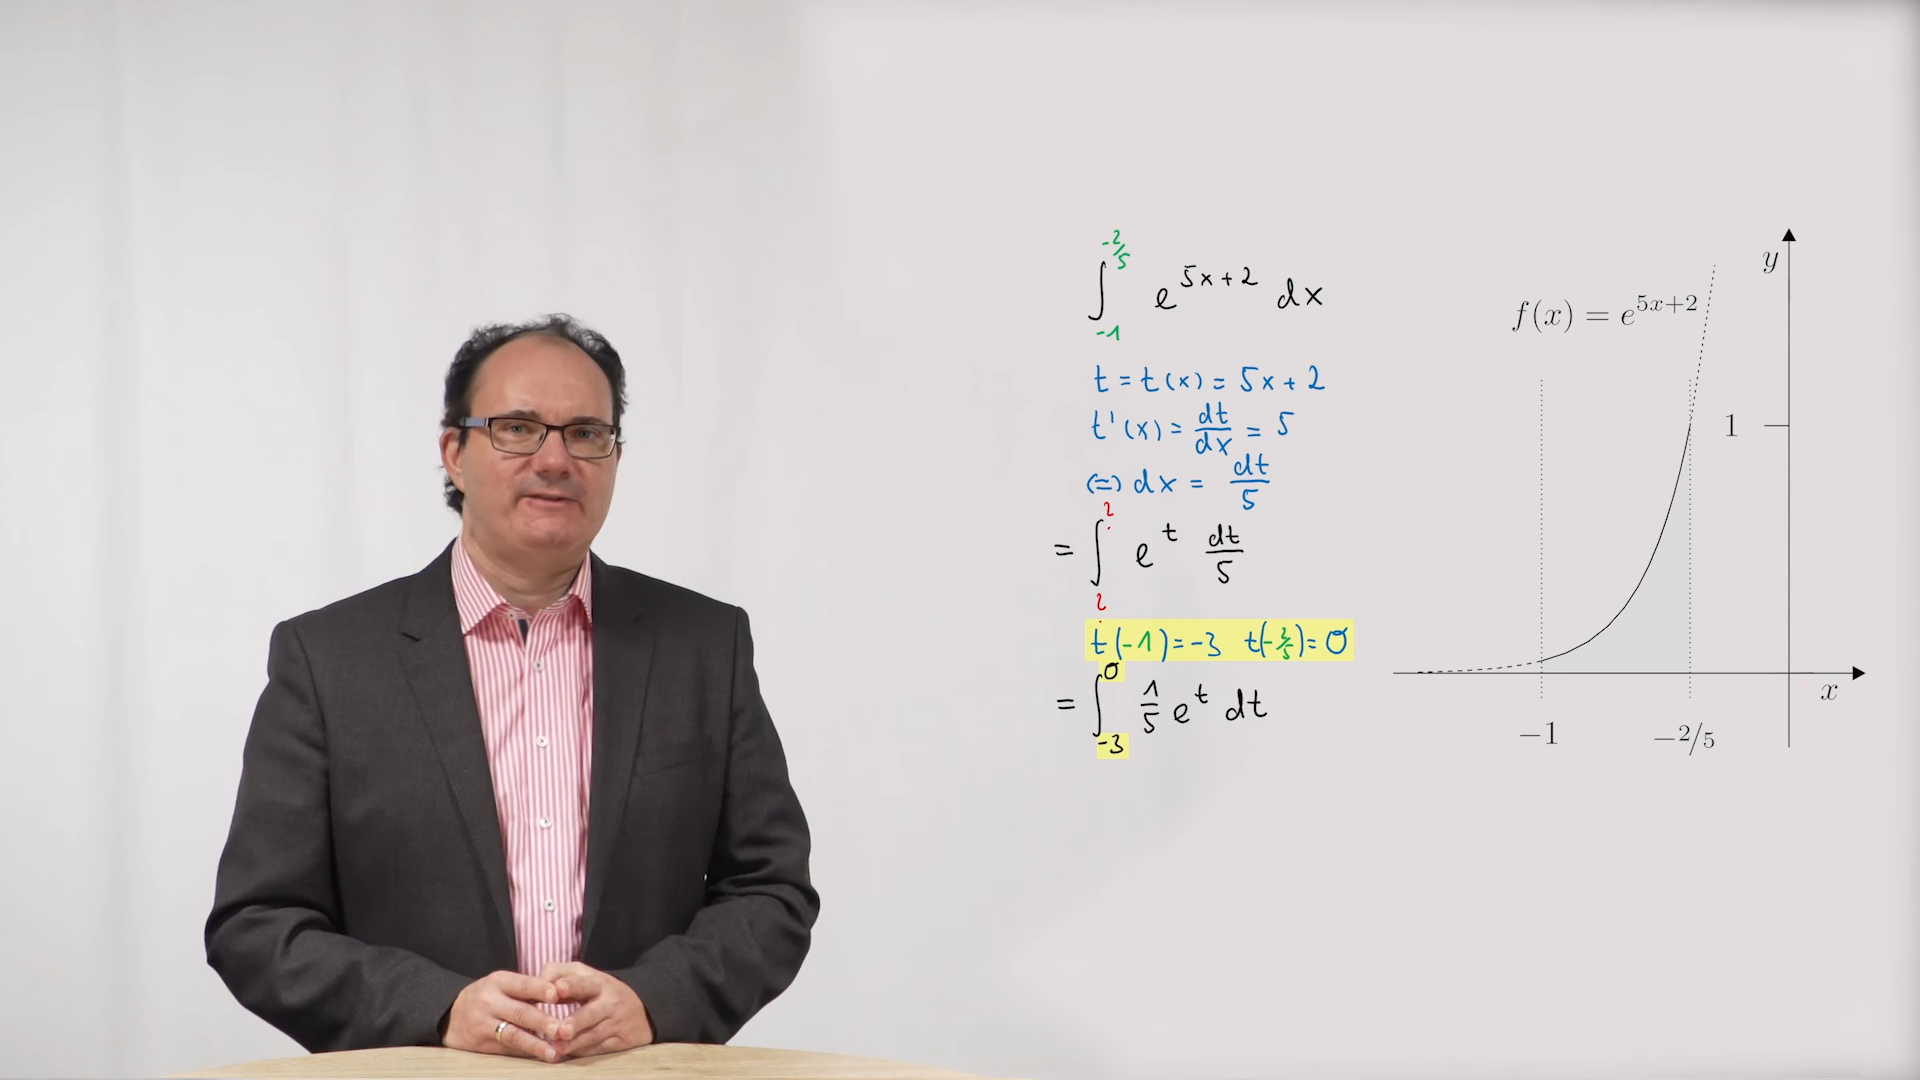 ∫_{-1}^{-2/5} e^{5x+2} dx
t = t(x) = 5x + 2
t'(x) = dt/dx = 5
(=) dx = dt/5
= ∫_{?}^{?} e^t dt/5
t(-1) = -3 t(-2/5) = 0
= ∫_{-3}^{0} 1/5 e^t dt
y
f(x) = e^{5x+2}
1
x
-1
-2/5